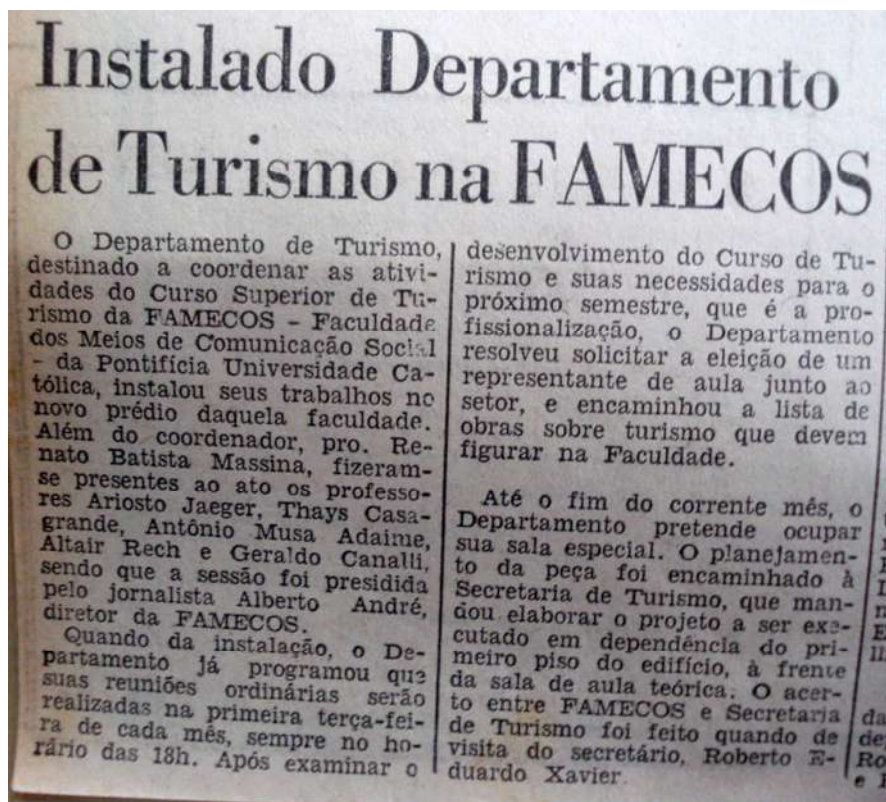 Instalado Departamento
de Turismo na FAMECOS
O Departamento de Turismo,
destinado a coordenar as ativi-
dades do Curso Superior de Tu-
rismo da FAMECOS - Faculdade
dos Meios de Comunicação Social
- da Pontifícia Universidade Ca-
tólica, instalou seus trabalhos no
novo prédio daquela faculdade.
Além do coordenador, pro. Re-
nato Batista Massina, fizeram-
se presentes ao ato os professo-
res Ariosto Jaeger, Thays Casa-
grande, Antônio Musa Adaime,
Altair Rech e Geraldo Canalli,
sendo que a sessão foi presidida
pelo jornalista Alberto André,
diretor da FAMECOS.
Quando da instalação, o De-
partamento já programou que
suas reuniões ordinárias serão
realizadas na primeira terça-fei-
ra de cada mês, sempre no ho-
rário das 18h. Após examinar o
desenvolvimento do Curso de Tu-
rismo e suas necessidades para o
próximo semestre, que é a pro-
fissionalização, o Departamento
resolveu solicitar a eleição de um
representante de aula junto ao
setor, e encaminhou a lista de
obras sobre turismo que devem
figurar na Faculdade.
Até o fim do corrente mês, o
Departamento pretende ocupar
sua sala especial. O planejamen-
to da peça foi encaminhado à
Secretaria de Turismo, que man-
dou elaborar o projeto a ser exe-
cutado em dependência do pri-
meiro piso do edifício, à frente
da sala de aula teórica. O acer-
to entre FAMECOS e Secretaria
de Turismo foi feito quando de
visita do secretário, Roberto E-
duardo Xavier.